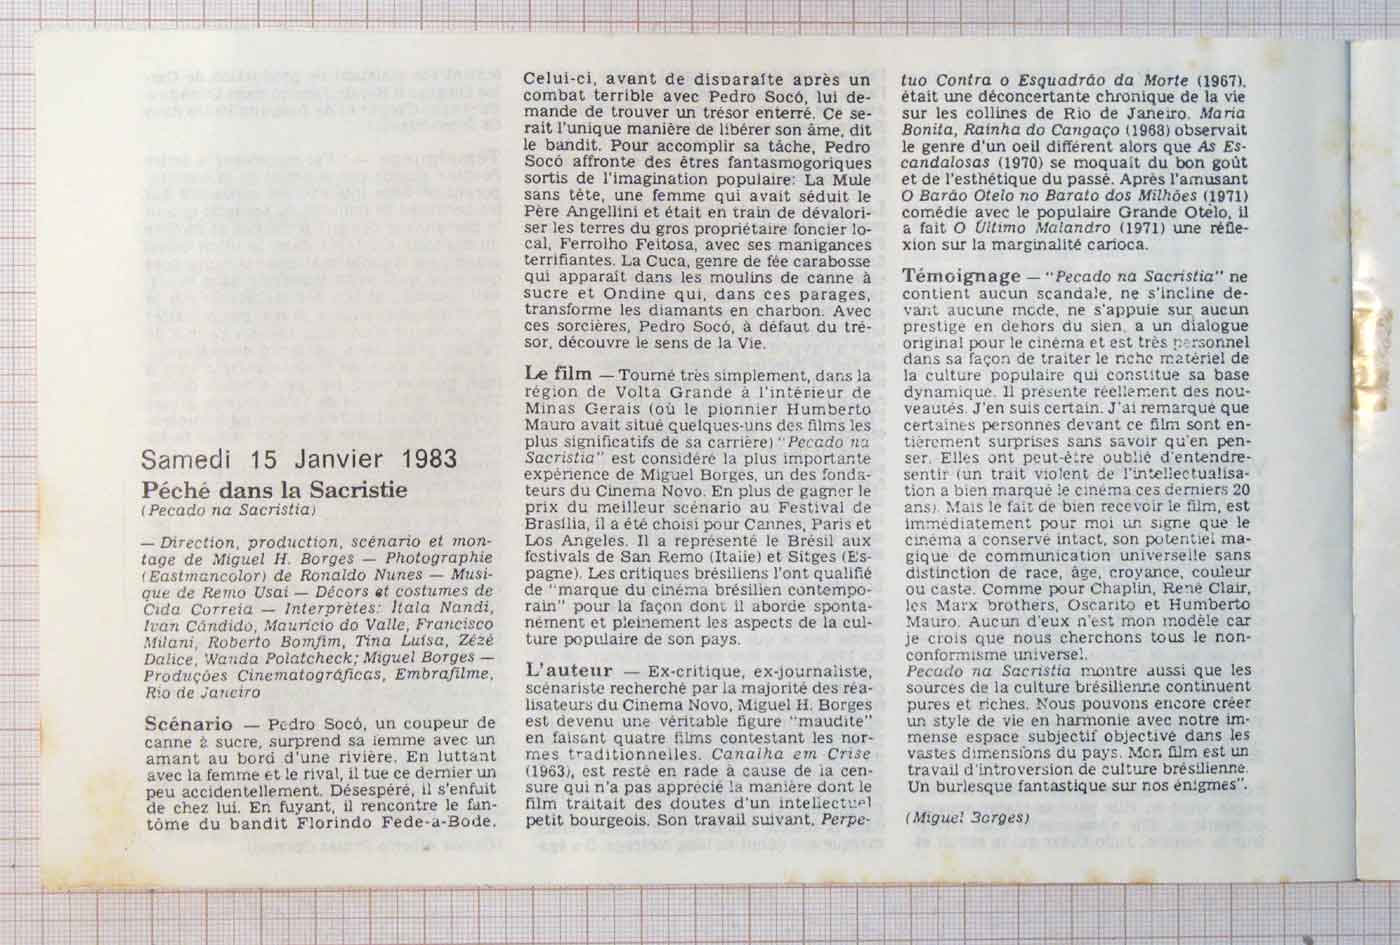 Samedi 15 Janvier 1983
Péché dans la Sacristie
(Pecado na Sacristia)
— Direction, production, scénario et mon-
tage de Miguel H. Borges — Photographie
(Eastmancolor) de Ronaldo Nunes — Musi-
que de Remo Usai — Décors et costumes de
Cida Correia — Interprètes: Itala Nandi,
Ivan Cândido, Mauricio do Valle, Francisco
Milani, Roberto Bomfim, Tina Luisa, Zézé
Dalice, Wanda Polatcheck; Miguel Borges —
Produções Cinematográficas, Embrafilme,
Rio de Janeiro
Scénario — Pedro Socó, un coupeur de
canne à sucre, surprend sa femme avec un
amant au bord d'une rivière. En luttant
avec la femme et le rival, il tue ce dernier un
peu accidentellement. Désespéré, il s'enfuit
de chez lui. En fuyant, il rencontre le fan-
tôme du bandit Florindo Fede-a-Bode.
Celui-ci, avant de disparaîte après un
combat terrible avec Pedro Socó, lui de-
mande de trouver un trésor enterré. Ce se-
rait l'unique manière de libérer son âme, dit
le bandit. Pour accomplir sa tâche, Pedro
Socó affronte des êtres fantasmogoriques
sortis de l'imagination populaire: La Mule
sans tête, une femme qui avait séduit le
Père Angellini et était en train de dévalori-
ser les terres du gros propriétaire foncier lo-
cal, Ferrolho Feitosa, avec ses manigances
terrifiantes. La Cuca, genre de fée carabosse
qui apparaît dans les moulins de canne à
sucre et Ondine qui, dans ces parages,
transforme les diamants en charbon. Avec
ces sorcières, Pedro Socó, à défaut du tré-
sor, découvre le sens de la Vie.
Le film — Tourné très simplement, dans la
région de Volta Grande à l'intérieur de
Minas Gerais (où le pionnier Humberto
Mauro avait situé quelques-uns des films les
plus significatifs de sa carrière) "Pecado na
Sacristia" est considéré la plus importante
expérience de Miguel Borges, un des fonda-
teurs du Cinema Novo. En plus de gagner le
prix du meilleur scénario au Festival de
Brasília, il a été choisi pour Cannes, Paris et
Los Angeles. Il a représenté le Brésil aux
festivals de San Remo (Italie) et Sitges (Es-
pagne). Les critiques brésiliens l'ont qualifié
de "marque du cinéma brésilien contempo-
rain" pour la façon dont il aborde sponta-
nément et pleinement les aspects de la cul-
ture populaire de son pays.
L'auteur — Ex-critique, ex-journaliste,
scénariste recherché par la majorité des réa-
lisateurs du Cinema Novo, Miguel H. Borges
est devenu une véritable figure "maudite"
en faisant quatre films contestant les nor-
mes traditionnelles. Canalha em Crise
(1963), est resté en rade à cause de la cen-
sure qui n'a pas apprécié la manière dont le
film traitait des doutes d'un intellectuel
petit bourgeois. Son travail suivant, Perpe-
tuo Contra o Esquadrão da Morte (1967),
était une déconcertante chronique de la vie
sur les collines de Rio de Janeiro. Maria
Bonita, Rainha do Cangaço (1968) observait
le genre d'un oeil différent alors que As Es-
candalosas (1970) se moquait du bon goût
et de l'esthétique du passé. Après l'amusant
O Barão Otelo no Barato dos Milhões (1971)
comédie avec le populaire Grande Otelo, il
a fait O Último Malandro (1971) une réfle-
xion sur la marginalité carioca.
Témoignage — "Pecado na Sacristia" ne
contient aucun scandale, ne s'incline de-
vant aucune mode, ne s'appuie sur aucun
prestige en dehors du sien, a un dialogue
original pour le cinéma et est très personnel
dans sa façon de traiter le riche matériel de
la culture populaire qui constitue sa base
dynamique. Il présente réellement des nou-
veautés. J'en suis certain. J'ai remarqué que
certaines personnes devant ce film sont en-
tièrement surprises sans savoir qu'en pen-
ser. Elles ont peut-être oublié d'entendre-
sentir (un trait violent de l'intellectualisa-
tion a bien marqué le cinéma ces derniers 20
ans). Mais le fait de bien recevoir le film, est
immédiatement pour moi un signe que le
cinéma a conservé intact, son potentiel ma-
gique de communication universelle sans
distinction de race, âge, croyance, couleur
ou caste. Comme pour Chaplin, René Clair,
les Marx brothers, Oscarito et Humberto
Mauro. Aucun d'eux n'est mon modèle car
je crois que nous cherchons tous le non-
conformisme universel.
Pecado na Sacristia montre aussi que les
sources de la culture brésilienne continuent
pures et riches. Nous pouvons encore créer
un style de vie en harmonie avec notre im-
mense espace subjectif objectivé dans les
vastes dimensions du pays. Mon film est un
travail d'introversion de culture brésilienne.
Un burlesque fantastique sur nos énigmes".
(Miguel Borges)